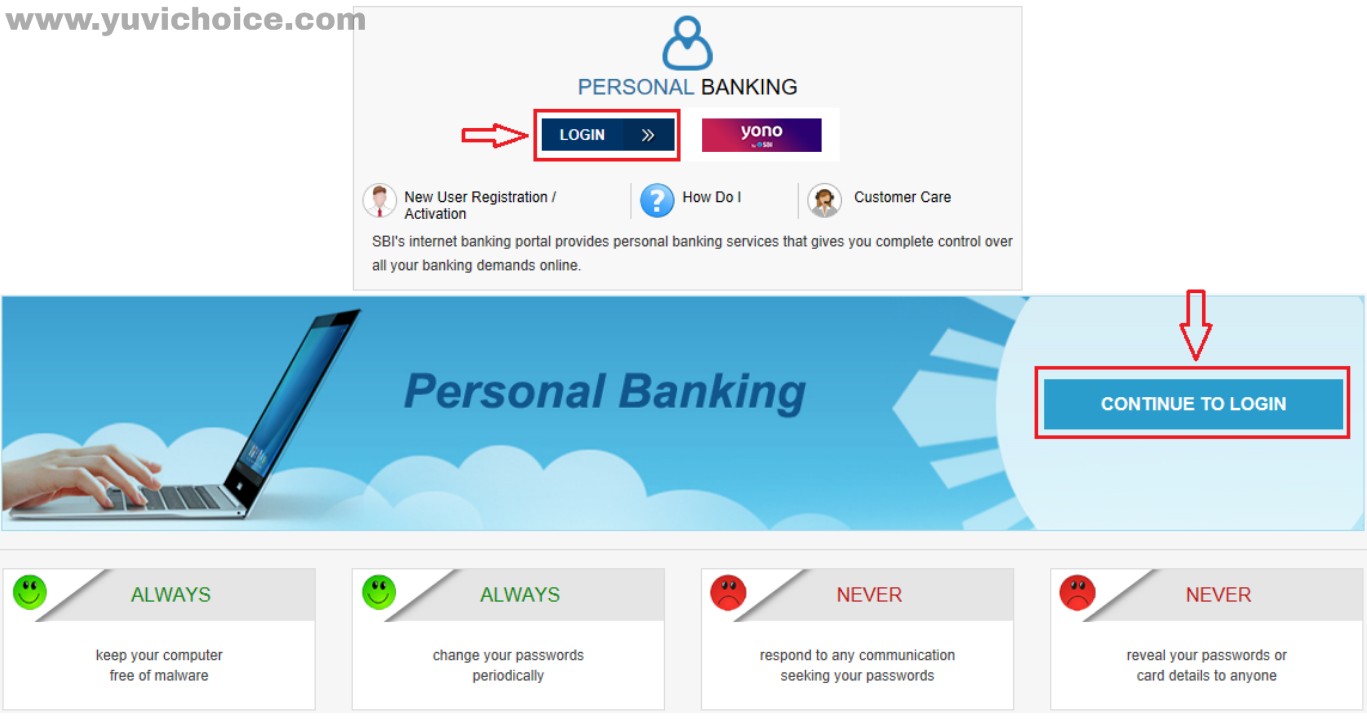 www.yuvichoice.com
PERSONAL BANKING
LOGIN
yono
by SBI
New User Registration /
Activation
How Do I
Customer Care
SBI's internet banking portal provides personal banking services that gives you complete control over
all your banking demands online.
Personal Banking
CONTINUE TO LOGIN
ALWAYS
keep your computer
free of malware
ALWAYS
change your passwords
periodically
NEVER
respond to any communication
seeking your passwords
NEVER
reveal your passwords or
card details to anyone